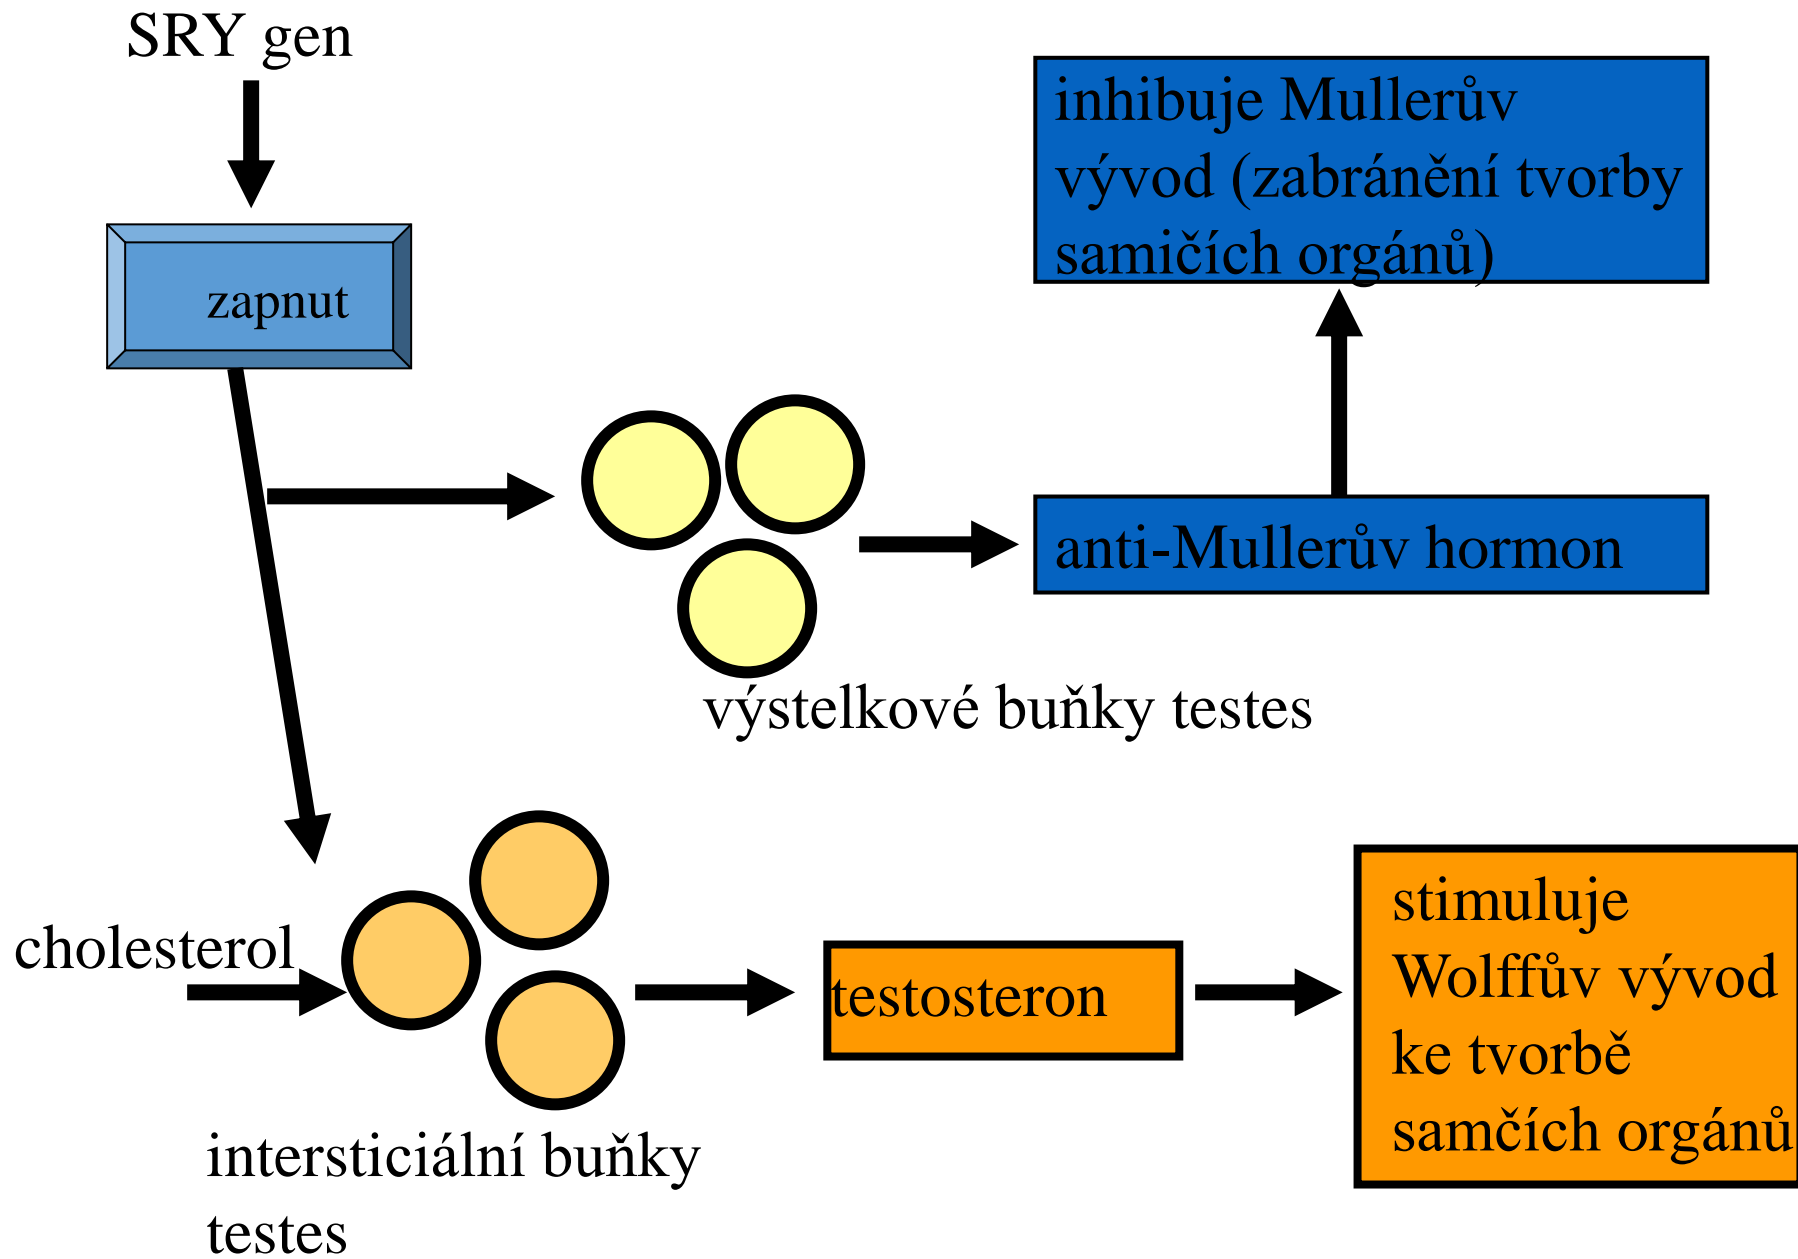 SRY gen
zapnut
inhibuje Mullerův
vývod (zabránění tvorby
samičích orgánů)
anti-Mullerův hormon
výstelkové buňky testes
cholesterol
intersticiální buňky
testes
testosteron
stimuluje
Wolffův vývod
ke tvorbě
samčích orgánů